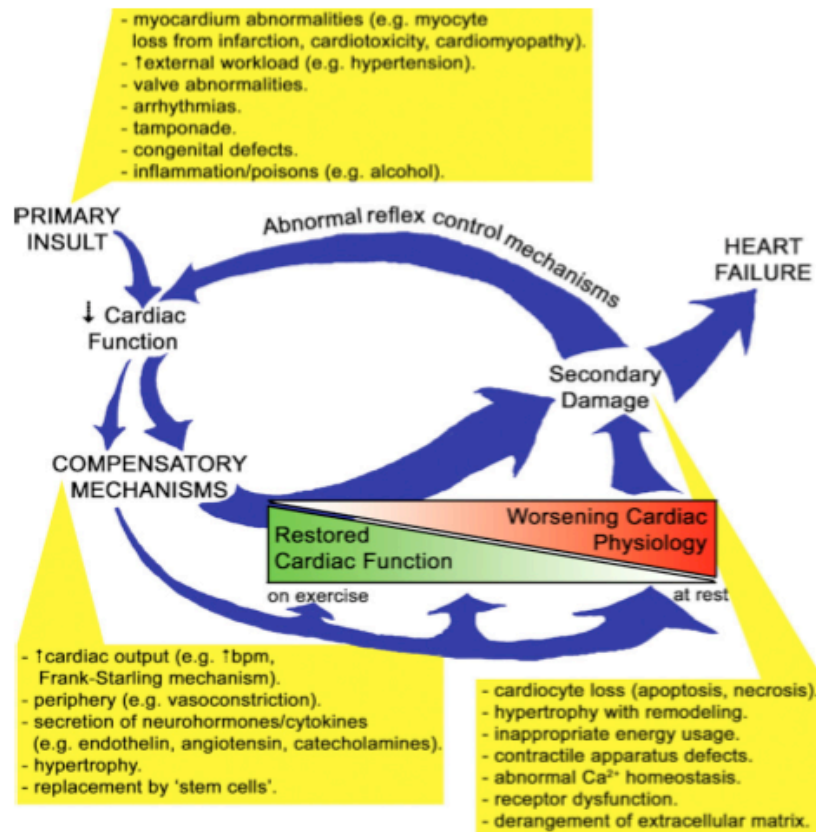 - myocardium abnormalities (e.g. myocyte
loss from infarction, cardiotoxicity, cardiomyopathy).
- ↑external workload (e.g. hypertension).
- valve abnormalities.
- arrhythmias.
- tamponade.
- congenital defects.
- inflammation/poisons (e.g. alcohol).
PRIMARY
INSULT
Abnormal reflex control mechanisms
HEART
FAILURE
↓ Cardiac
Function
Secondary
Damage
COMPENSATORY
MECHANISMS
Restored
Cardiac Function
Worsening Cardiac
Physiology
on exercise
at rest
- ↑cardiac output (e.g. ↑bpm,
Frank-Starling mechanism).
- periphery (e.g. vasoconstriction).
- secretion of neurohormones/cytokines
(e.g. endothelin, angiotensin, catecholamines).
- hypertrophy.
- replacement by 'stem cells'.
- cardiocyte loss (apoptosis, necrosis).
- hypertrophy with remodeling.
- inappropriate energy usage.
- contractile apparatus defects.
- abnormal Ca²⁺ homeostasis.
- receptor dysfunction.
- derangement of extracellular matrix.